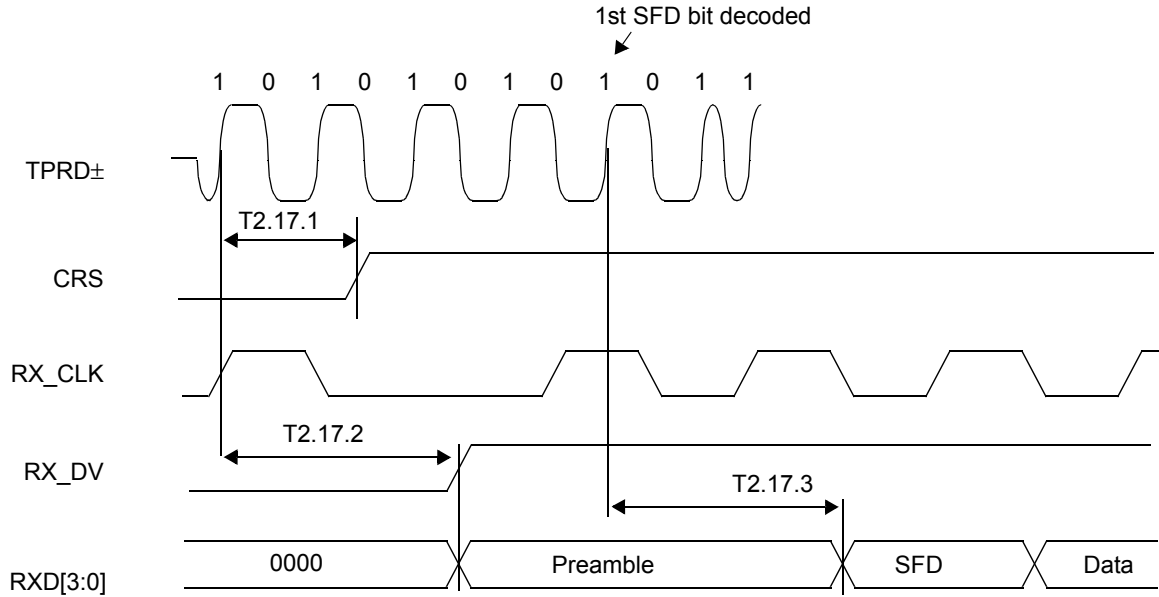 1st SFD bit decoded
1 0 1 0 1 0 1 0 1 0 1 1
TPRD±
T2.17.1
CRS
RX_CLK
T2.17.2
RX_DV
T2.17.3
RXD[3:0] 0000 Preamble SFD Data